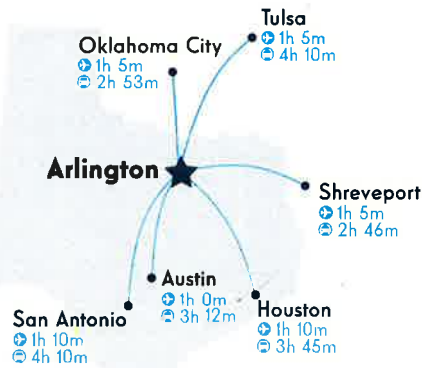 Tulsa
1h 5m
4h 10m
Oklahoma City
1h 5m
2h 53m
Arlington
Shreveport
1h 5m
2h 46m
Austin
1h 0m
3h 12m
San Antonio
1h 10m
4h 10m
Houston
1h 10m
3h 45m